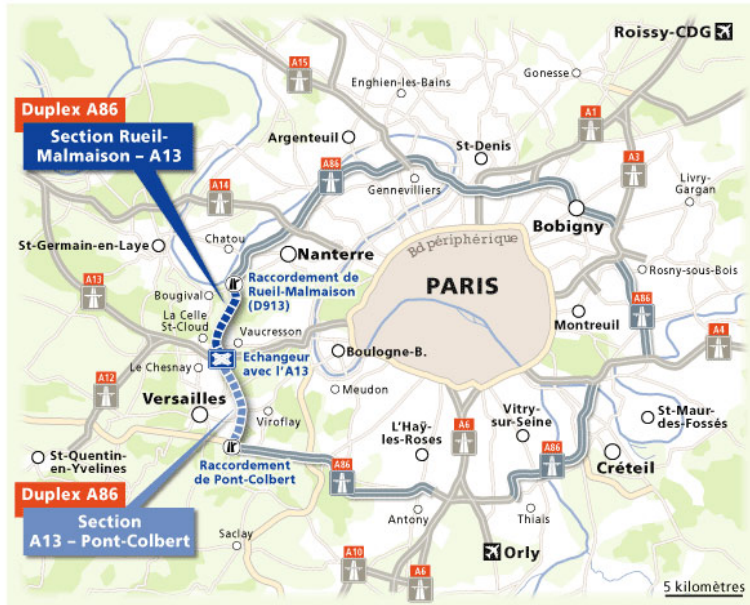 Roissy-CDG
A15
Gonesse
Enghien-les-Bains
Duplex A86
Section Rueil-
Malmaison – A13
A1
Argenteuil
St-Denis
A86
A3
Gennevilliers
Livry-
Gargan
A14
Bobigny
St-Germain-en-Laye
Chatou
Nanterre
Bd périphérique
A13
Raccordement de
Rueil-Malmaison
(D913)
PARIS
Rosny-sous-Bois
Bougival
A86
La Celle
St-Cloud
Montreuil
Vaucresson
A4
Echangeur
avec l'A13
Boulogne-B.
Le Chesnay
A12
Meudon
Versailles
Viroflay
A6
L'Haÿ-
les-Roses
Vitry-
sur-Seine
St-Maur-
des-Fossés
St-Quentin-
en-Yvelines
Raccordement
de Pont-Colbert
A86
A86
Créteil
Duplex A86
Section
A13 – Pont-Colbert
Antony
Thiais
Saclay
A10
Orly
A6
5 kilomètres